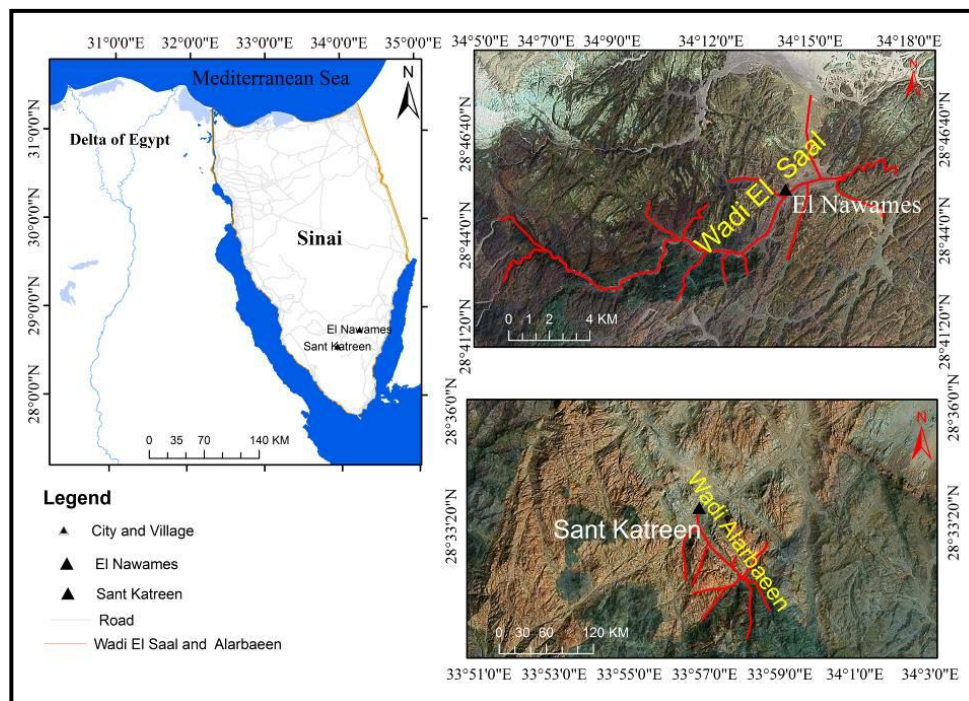 31°0'0"E 32°0'0"E 33°0'0"E 34°0'0"E 35°0'0"E
Mediterranean Sea
N
Delta of Egypt
Sinai
El Nawames
Sant Katreen
31°0'0"N
30°0'0"N
29°0'0"N
28°0'0"N
0 35 70 140 KM
34°5'0"E 34°7'0"E 34°9'0"E 34°12'0"E 34°15'0"E 34°18'0"E
N
28°46'40"N
28°44'0"N
28°41'20"N
Wadi El Saal
El Nawames
0 1 2 4 KM
28°46'40"N
28°44'0"N
28°41'20"N
28°36'0"N
28°33'20"N
N
Wadi Alarbaeen
Sant Katreen
0 30 60 120 KM
28°36'0"N
28°33'20"N
33°51'0"E 33°53'0"E 33°55'0"E 33°57'0"E 33°59'0"E 34°1'0"E 34°3'0"E
Legend
City and Village
El Nawames
Sant Katreen
Road
Wadi El Saal and Alarbaeen